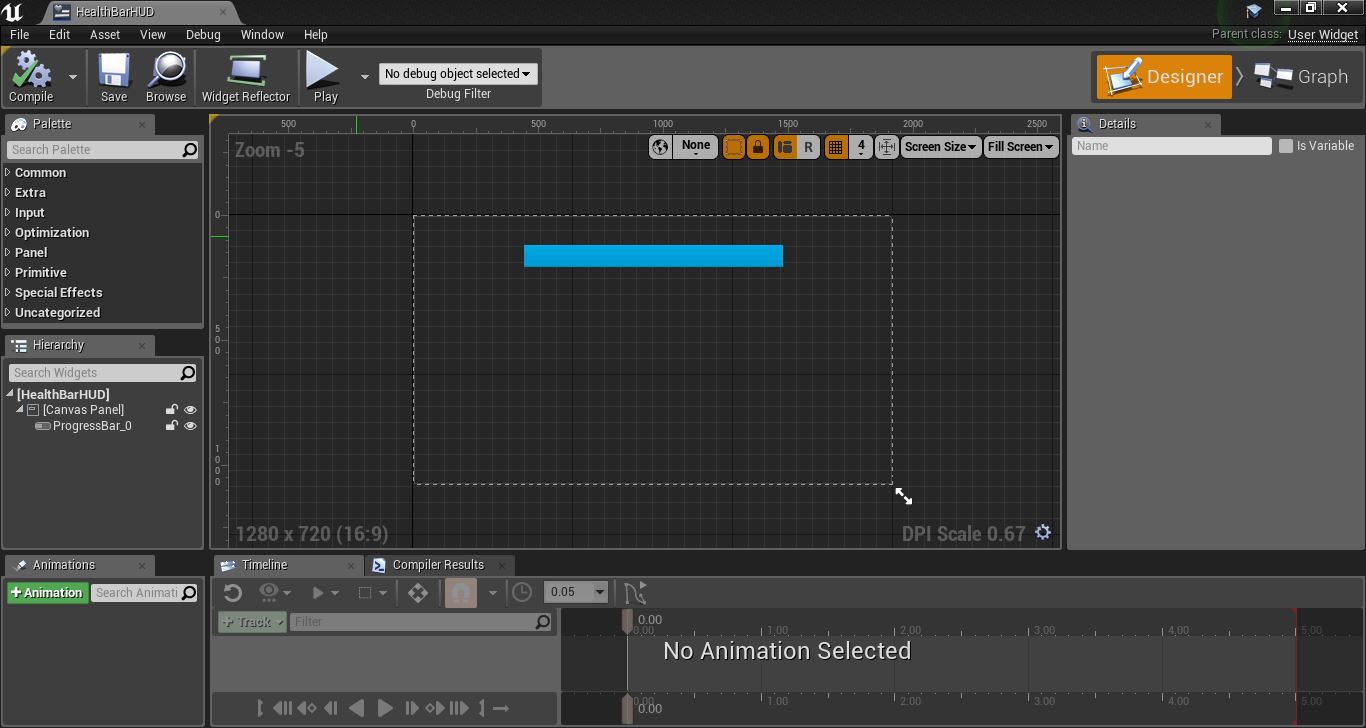 HealthBarHUD
File Edit Asset View Debug Window Help
Parent class: User Widget
Compile
Save
Browse
Widget Reflector
Play
No debug object selected
Debug Filter
Designer
Graph
Palette
Search Palette
Common
Extra
Input
Optimization
Panel
Primitive
Special Effects
Uncategorized
Hierarchy
Search Widgets
[HealthBarHUD]
[Canvas Panel]
ProgressBar_0
500 0 500 1000 1500 2000 2500
Zoom -5
None
R
4
Screen Size
Fill Screen
0
500
1000
1280 x 720 (16:9)
DPI Scale 0.67
Details
Name
Is Variable
Animations
+ Animation
Search Animati
Timeline
Compiler Results
0.05
+ Track
Filter
0.00
0.00 1.00 2.00 3.00 4.00 5.00
No Animation Selected
0.00 1.00 2.00 3.00 4.00 5.00
0.00